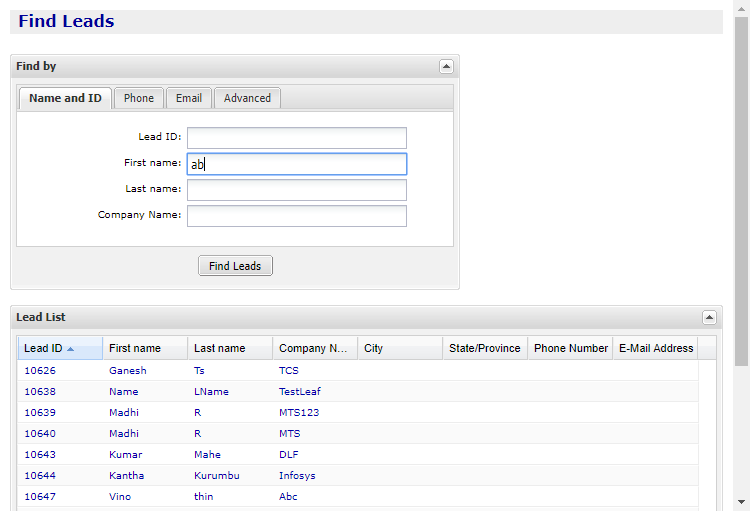 Find Leads
Find by
Name and ID Phone Email Advanced
Lead ID:
First name: ab
Last name:
Company Name:
Find Leads
Lead List
Lead ID First name Last name Company N... City State/Province Phone Number E-Mail Address
10626 Ganesh Ts TCS
10638 Name LName TestLeaf
10639 Madhi R MTS123
10640 Madhi R MTS
10643 Kumar Mahe DLF
10644 Kantha Kurumbu Infosys
10647 Vino thin Abc